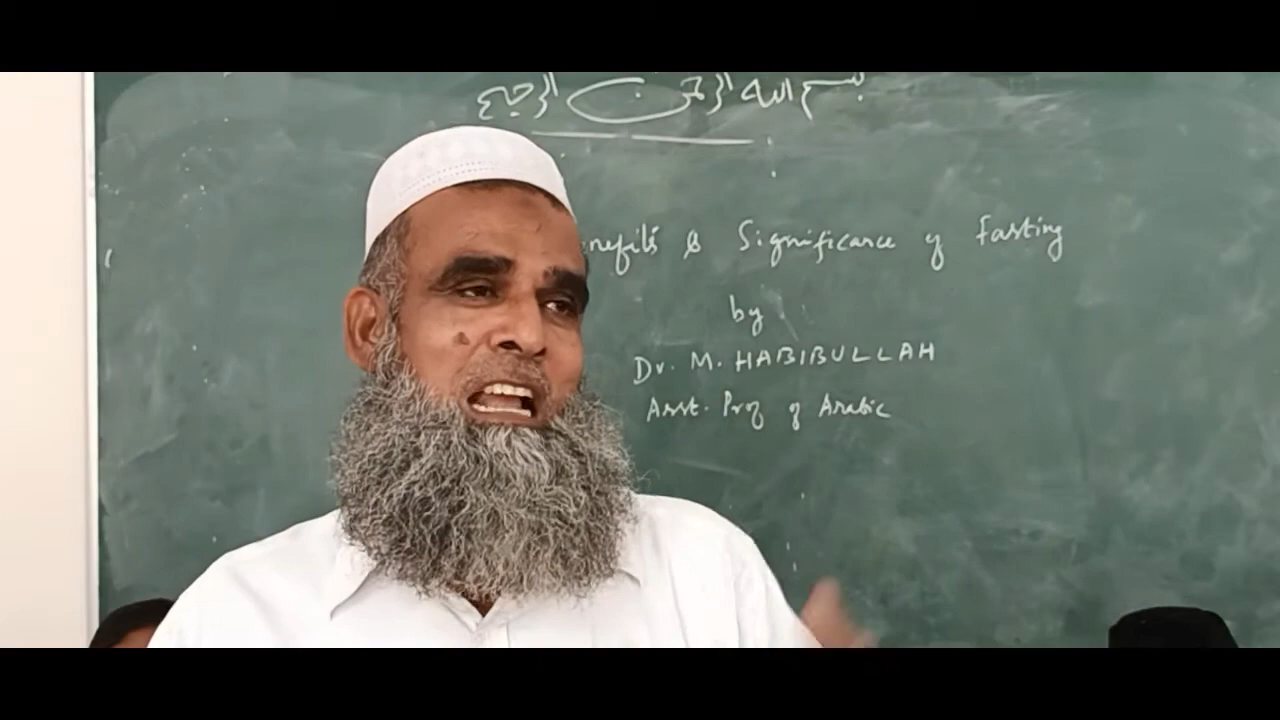 بسم الله الرحمن الرحيم
nefits & Significance of fasting
by
Dr. M. HABIBULLAH
Asst. Prof of Arabic